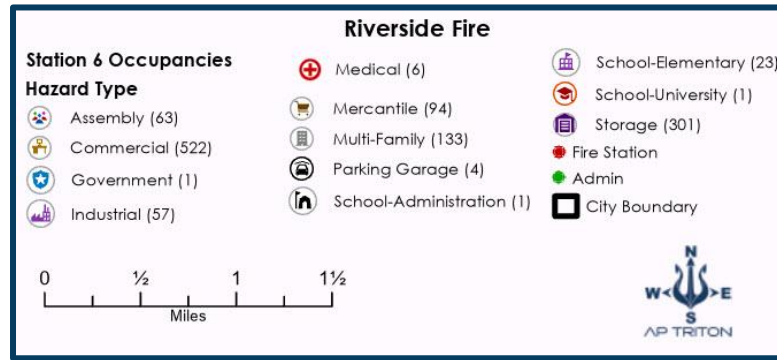 Riverside Fire
Station 6 Occupancies
Hazard Type
Assembly (63)
Commercial (522)
Government (1)
Industrial (57)
Medical (6)
Mercantile (94)
Multi-Family (133)
Parking Garage (4)
School-Administration (1)
School-Elementary (23)
School-University (1)
Storage (301)
Fire Station
Admin
City Boundary
0 ½ 1 1½
Miles
N
W E
S
AP TRITON